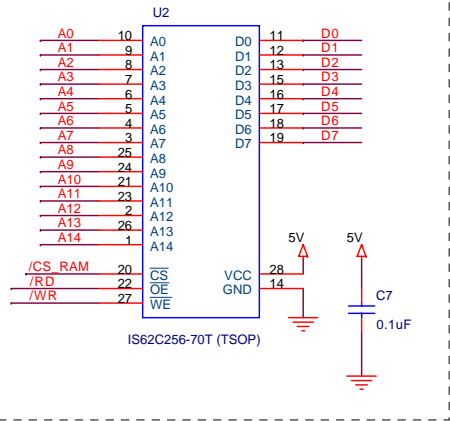 U2
A0 10 A0 D0 11 D0
A1 9 A1 D1 12 D1
A2 8 A2 D2 13 D2
A3 7 A3 D3 15 D3
A4 6 A4 D4 16 D4
A5 5 A5 D5 17 D5
A6 4 A6 D6 18 D6
A7 3 A7 D7 19 D7
A8 25 A8
A9 24 A9
A10 21 A10
A11 23 A11
A12 2 A12
A13 26 A13
A14 1 A14
5V 5V
/CS_RAM 20 CS VCC 28
/RD 22 OE GND 14
/WR 27 WE
C7
0.1uF
IS62C256-70T (TSOP)